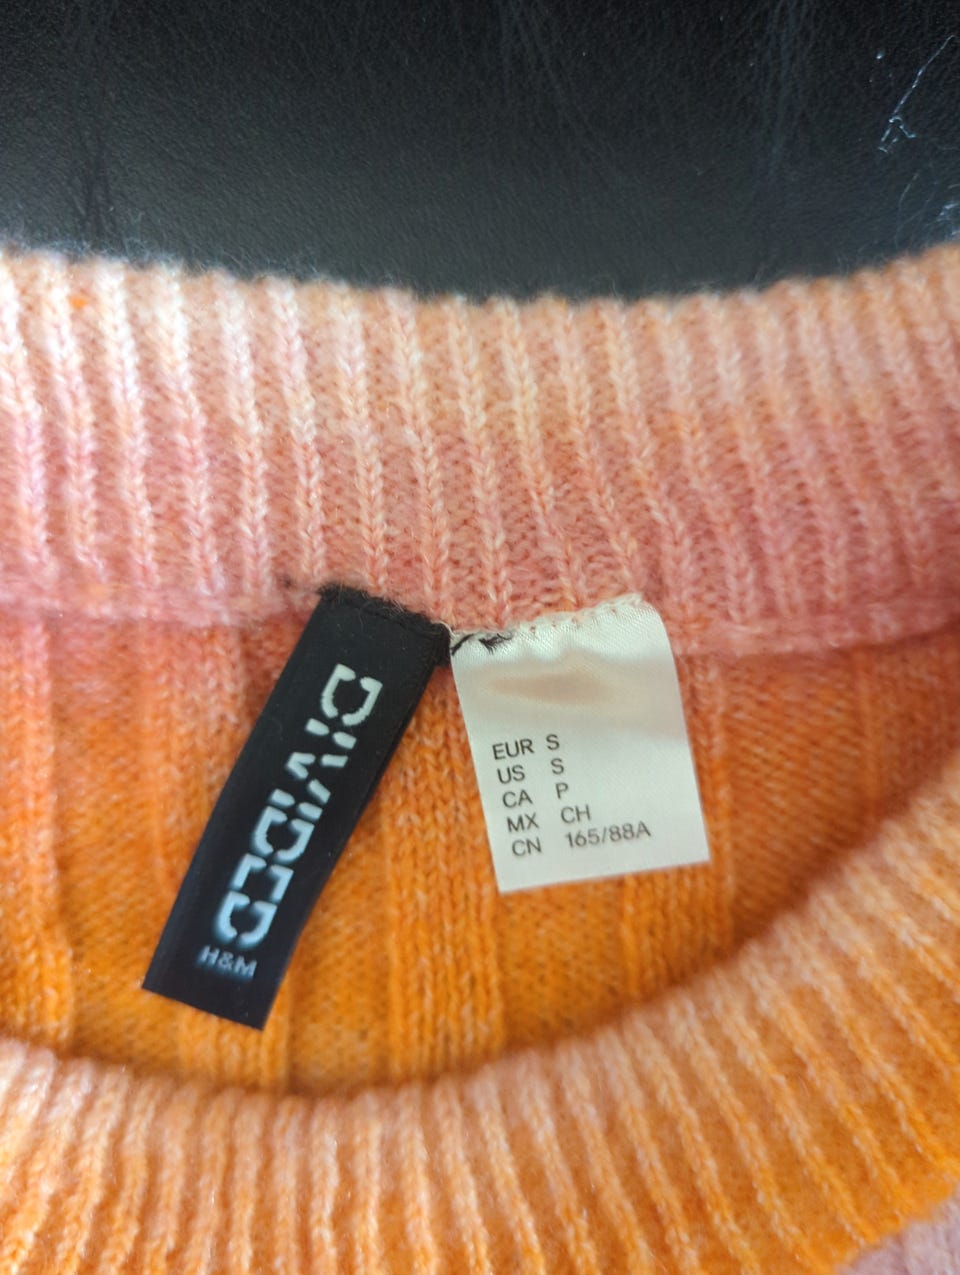 DIVIDED
H&M
EUR S
US S
CA P
MX CH
CN 165/88A